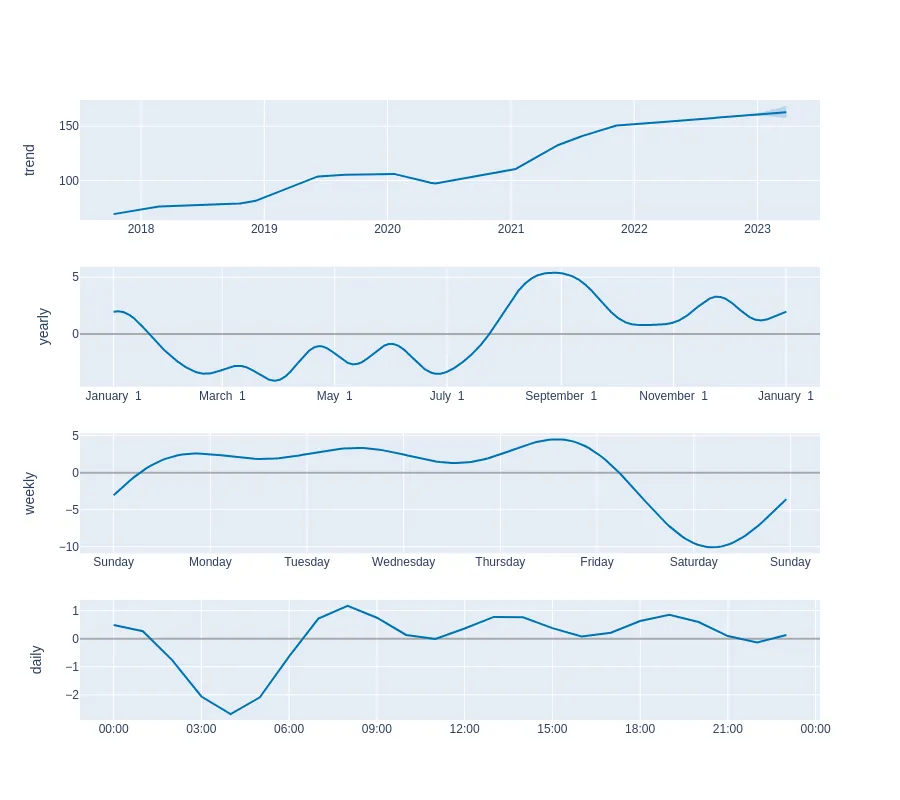 trend
150
100
2018 2019 2020 2021 2022 2023
yearly
5
0
January 1 March 1 May 1 July 1 September 1 November 1 January 1
weekly
5
0
−5
−10
Sunday Monday Tuesday Wednesday Thursday Friday Saturday Sunday
daily
1
0
−1
−2
00:00 03:00 06:00 09:00 12:00 15:00 18:00 21:00 00:00